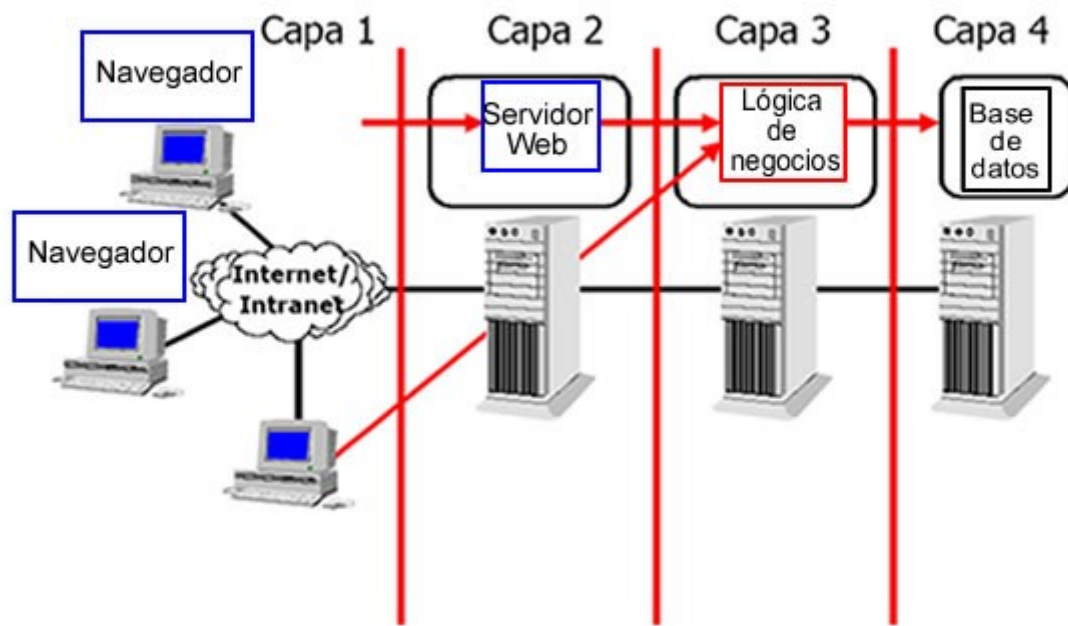 Capa 1
Capa 2
Capa 3
Capa 4
Navegador
Servidor
Web
Lógica
de
negocios
Base
de
datos
Navegador
Internet/
Intranet